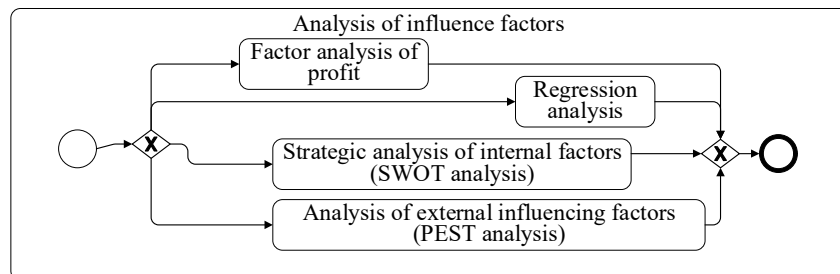 Analysis of influence factors
Factor analysis of
profit
Regression
analysis
X
X
Strategic analysis of internal factors
(SWOT analysis)
Analysis of external influencing factors
(PEST analysis)